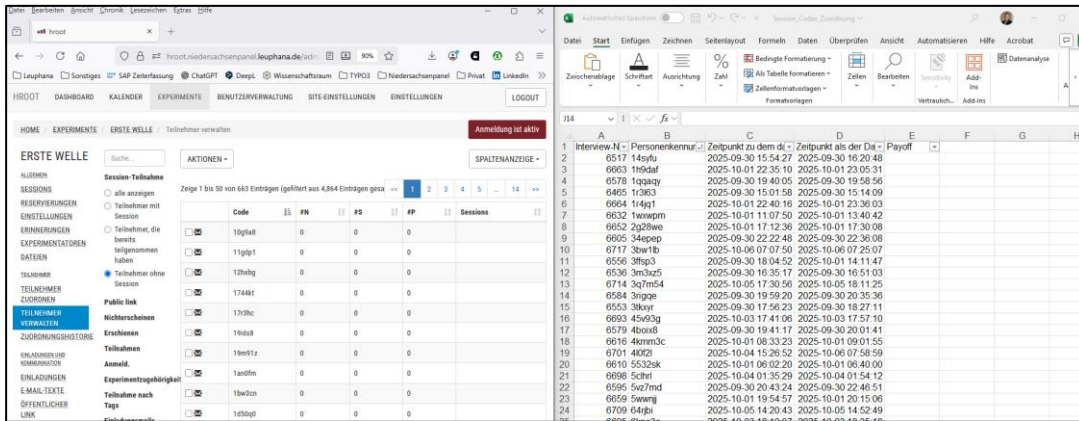 Datei Bearbeiten Ansicht Chronik Lesezeichen Extras Hilfe
hroot
hroot.niedersachsenpanel.leuphana.de/adm 90%
Leuphana Sonstiges SAP Zeiterfassung ChatGPT DeepL Wissenschaftsraum TYPO3 Niedersachsenpanel Privat LinkedIn
HROOT DASHBOARD KALENDER EXPERIMENTE BENUTZERVERWALTUNG SITE-EINSTELLUNGEN EINSTELLUNGEN LOGOUT
HOME / EXPERIMENTE / ERSTE WELLE / Teilnehmer verwalten Anmeldung ist aktiv
ERSTE WELLE
ALLGEMEIN
SESSIONS
RESERVIERUNGEN
EINSTELLUNGEN
ERINNERUNGEN
EXPERIMENTATOREN
DATEIEN
TEILNEHMER
TEILNEHMER
ZUORDNEN
TEILNEHMER
VERWALTEN
ZUORDNUNGSHISTORIE
EINLADUNGEN UND
KOMMUNIKATION
EINLADUNGEN
E-MAIL-TEXTE
ÖFFENTLICHER
LINK
Suche...
Session-Teilnahme
alle anzeigen
Teilnehmer mit
Session
Teilnehmer, die
bereits
teilgenommen
haben
Teilnehmer ohne
Session
Public link
Nichterscheinen
Erschienen
Teilnahmen
Anmeld.
Experimentzugehörigkeit
Teilnahme nach
Tags
Einladungsmails
AKTIONEN SPALTENANZEIGE
Zeige 1 bis 50 von 663 Einträgen (gefiltert aus 4,864 Einträgen gesa << 1 2 3 4 5 ... 14 >>
Code #N #S #P Sessions
10g9a8 0 0 0
11gdp1 0 0 0
12hxbg 0 0 0
1744kt 0 0 0
17r3hc 0 0 0
19ids8 0 0 0
19m91z 0 0 0
1an0fm 0 0 0
1bw3zn 0 0 0
1d50q0 0 0 0
Automatisches Speichern Session_Codes_Zuordnung
Datei Start Einfügen Zeichnen Seitenlayout Formeln Daten Überprüfen Ansicht Automatisieren Hilfe Acrobat
Zwischenablage Schriftart Ausrichtung Zahl
Bedingte Formatierung
Als Tabelle formatieren
Zellenformatvorlagen
Formatvorlagen
Zellen Bearbeiten Sensitivity Add-Ins Datenanalyse
Vertraulich... Add-ins
J14 fx
A B C D E F G H
1 Interview-N Personenkennun Zeitpunkt zu dem da Zeitpunkt als der Da Payoff
2 6517 14syfu 2025-09-30 15:54:27 2025-09-30 16:20:48
3 6663 1h9daf 2025-10-01 22:35:10 2025-10-01 23:05:31
4 6578 1qqaqy 2025-09-30 19:40:05 2025-09-30 19:58:56
5 6465 1r3l63 2025-09-30 15:01:58 2025-09-30 15:14:09
6 6664 1r4jq1 2025-10-01 22:40:16 2025-10-01 23:36:03
7 6632 1wxwpm 2025-10-01 11:07:50 2025-10-01 13:40:42
8 6652 2g28we 2025-10-01 17:12:36 2025-10-01 17:30:08
9 6605 34epep 2025-09-30 22:22:48 2025-09-30 22:36:08
10 6717 3bw1lb 2025-10-06 07:07:50 2025-10-06 07:25:07
11 6556 3ffsp3 2025-09-30 18:04:52 2025-10-01 14:11:47
12 6536 3m3xz5 2025-09-30 16:35:17 2025-09-30 16:51:03
13 6714 3q7m54 2025-10-05 17:30:56 2025-10-05 18:11:25
14 6584 3rigqe 2025-09-30 19:59:20 2025-09-30 20:35:36
15 6553 3tkxyr 2025-09-30 17:56:23 2025-09-30 18:27:11
16 6693 45v93g 2025-10-03 17:41:06 2025-10-03 17:57:10
17 6579 4boix8 2025-09-30 19:41:17 2025-09-30 20:01:41
18 6616 4kmm3c 2025-10-01 08:33:23 2025-10-01 09:01:55
19 6701 4l0f2l 2025-10-04 15:26:52 2025-10-06 07:58:59
20 6610 5532sk 2025-10-01 06:02:20 2025-10-01 06:40:00
21 6698 5clhrl 2025-10-04 01:35:29 2025-10-04 01:54:12
22 6595 5vz7md 2025-09-30 20:43:24 2025-09-30 22:46:51
23 6659 5wwnjj 2025-10-01 19:54:57 2025-10-01 20:15:06
24 6709 64rjbi 2025-10-05 14:20:43 2025-10-05 14:52:49